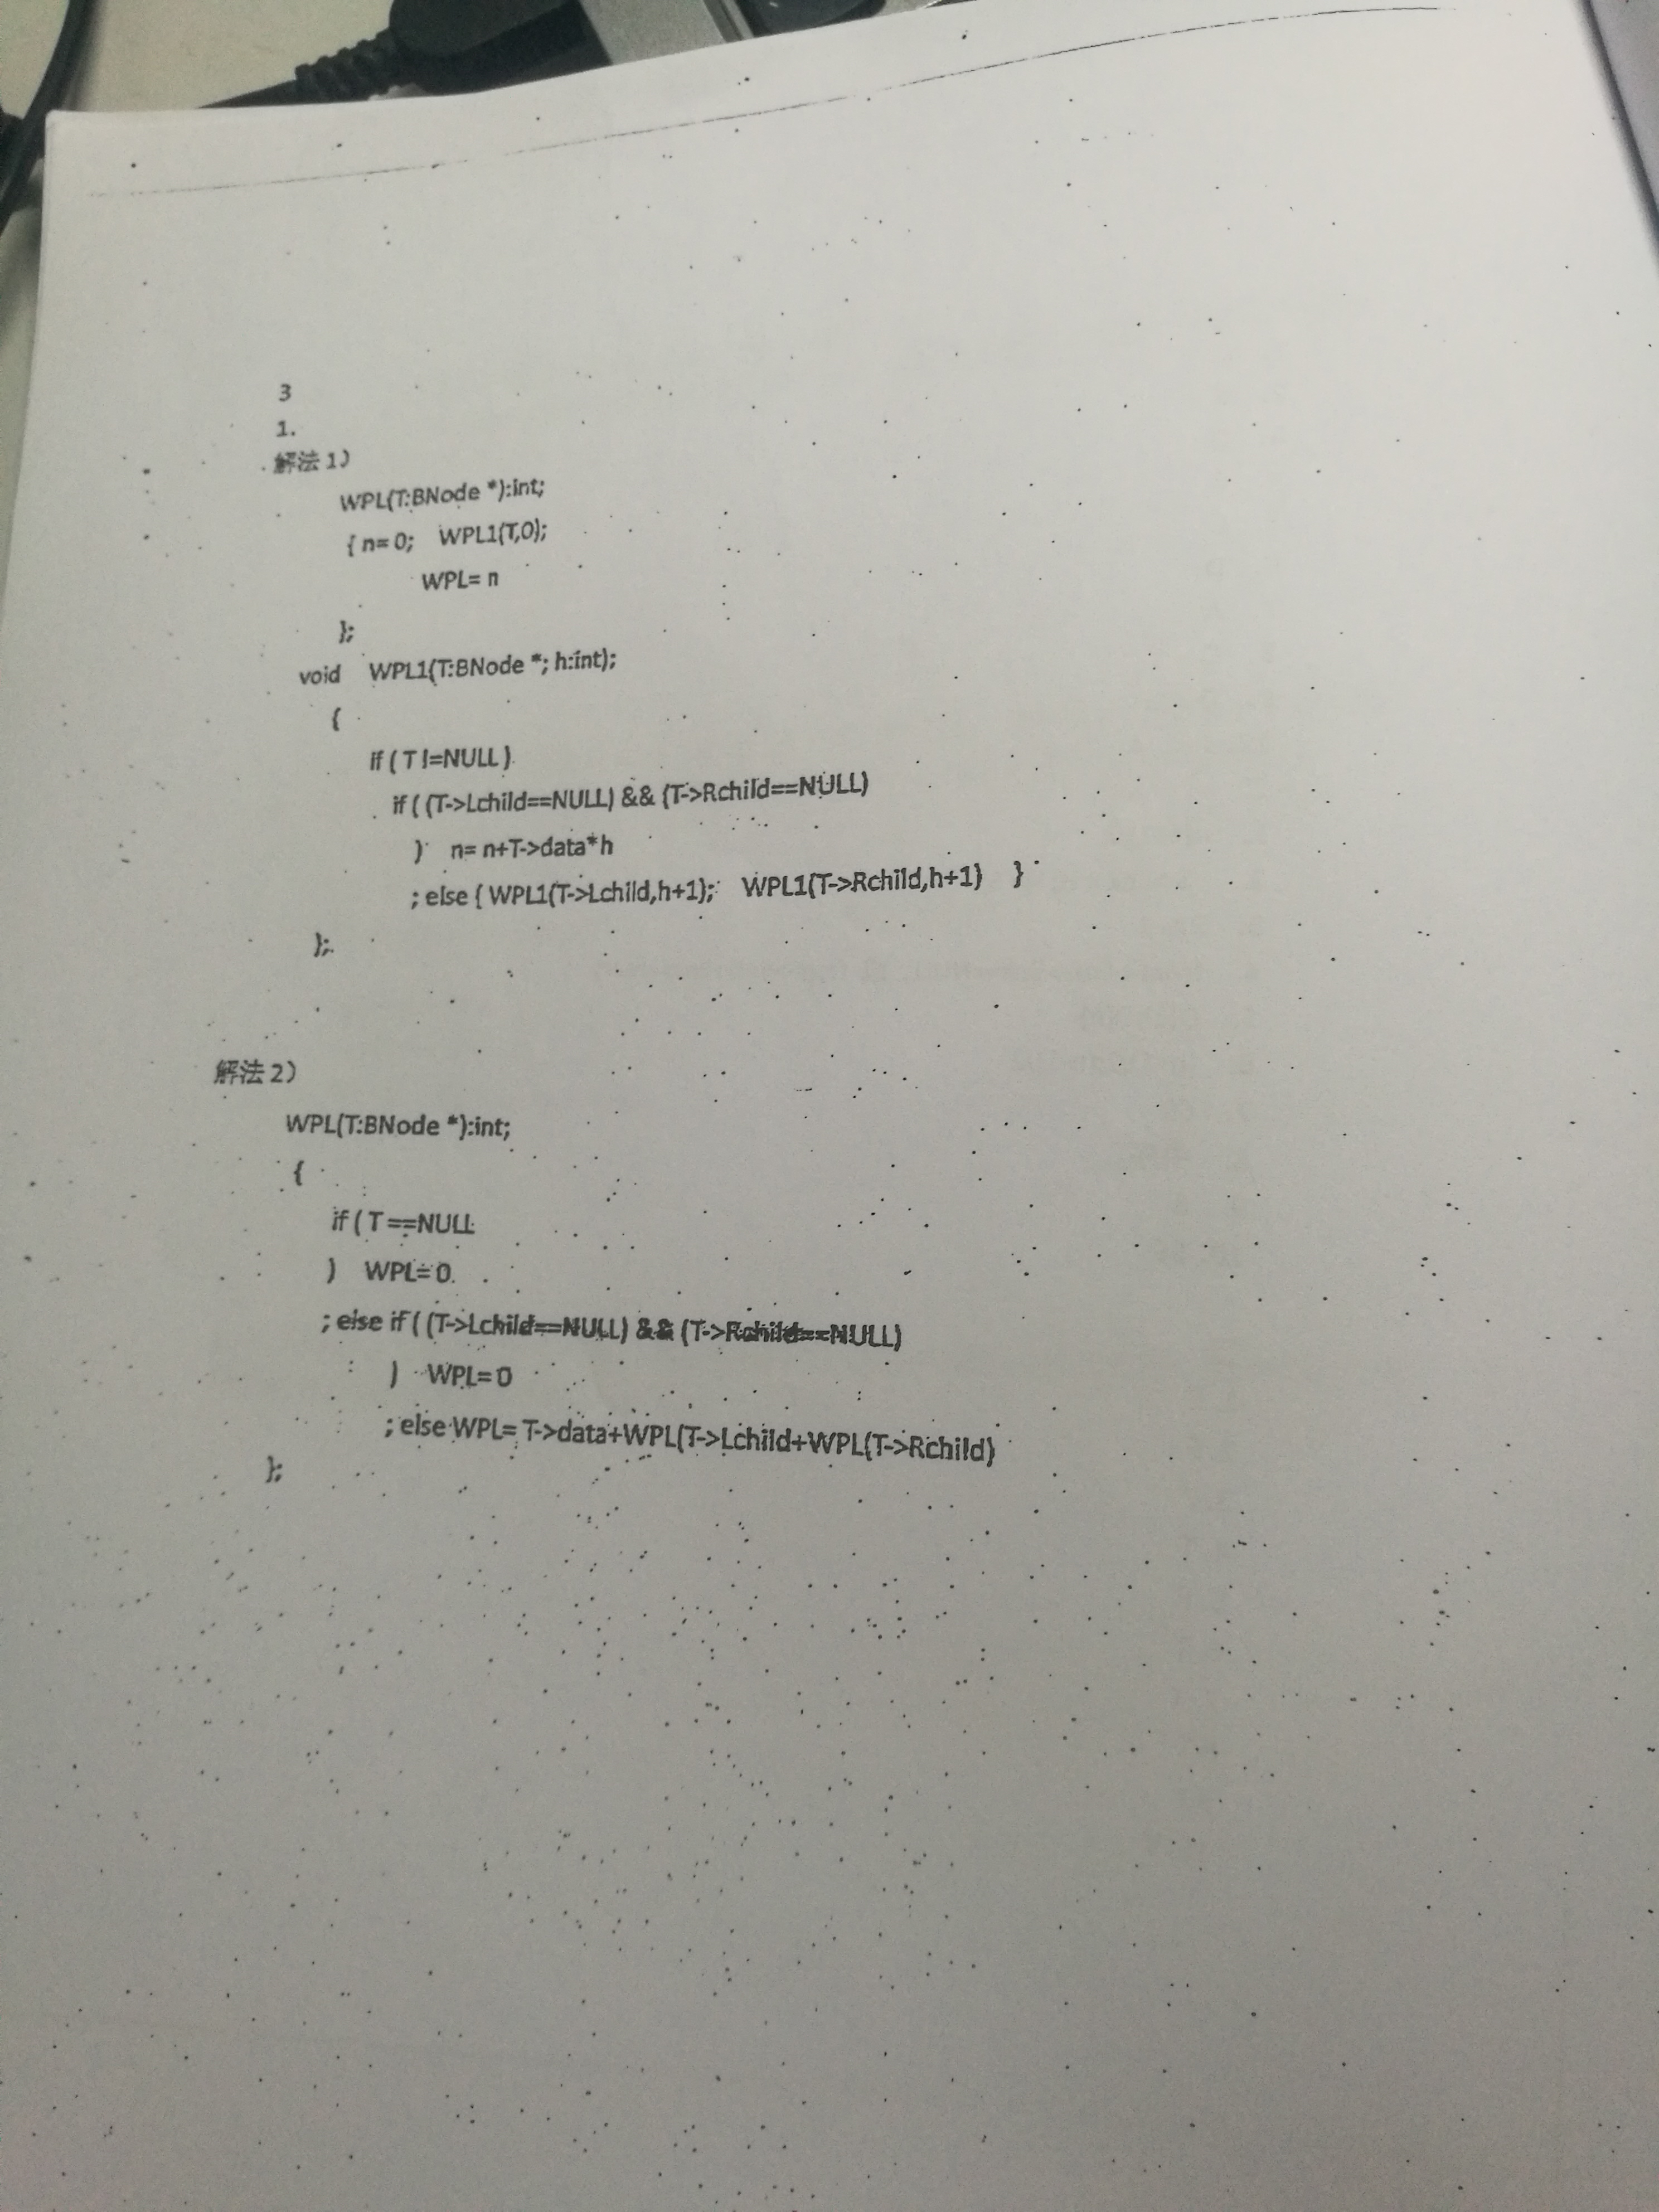 3
1.
解法 1）
WPL(T:BNode *):int;
{ n= 0; WPL1(T,0);
WPL= n
};
void WPL1(T:BNode *; h:int);
{
if ( T !=NULL )
if ( (T->Lchild==NULL) && (T->Rchild==NULL)
) n= n+T->data*h
; else { WPL1(T->Lchild,h+1); WPL1(T->Rchild,h+1) }
};
解法 2）
WPL(T:BNode *):int;
{
if ( T ==NULL
) WPL= 0
; else if ( (T->Lchild==NULL) && (T->Rchild==NULL)
) WPL= 0
; else WPL= T->data+WPL(T->Lchild+WPL(T->Rchild)
};